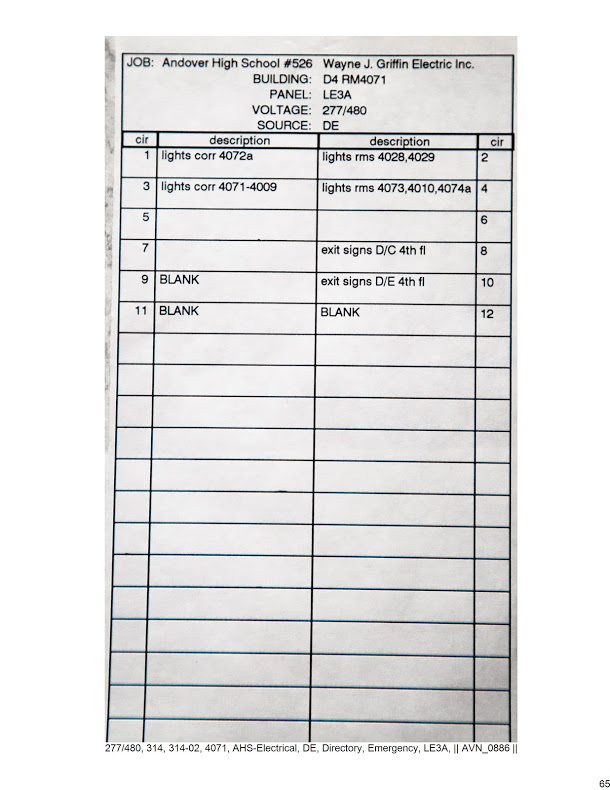 JOB: Andover High School #526 Wayne J. Griffin Electric Inc.
BUILDING: D4 RM4071
PANEL: LE3A
VOLTAGE: 277/480
SOURCE: DE
cir description description cir
1 lights corr 4072a lights rms 4028,4029 2
3 lights corr 4071-4009 lights rms 4073,4010,4074a 4
5 6
7 exit signs D/C 4th fl 8
9 BLANK exit signs D/E 4th fl 10
11 BLANK BLANK 12
277/480, 314, 314-02, 4071, AHS-Electrical, DE, Directory, Emergency, LE3A, || AVN_0886 ||
65